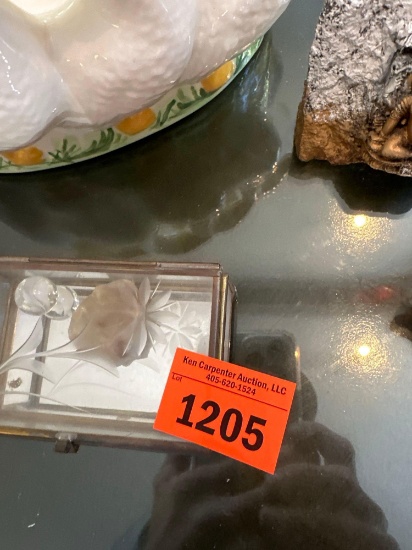 Ken Carpenter Auction, LLC
Lot 405-620-1524
1205